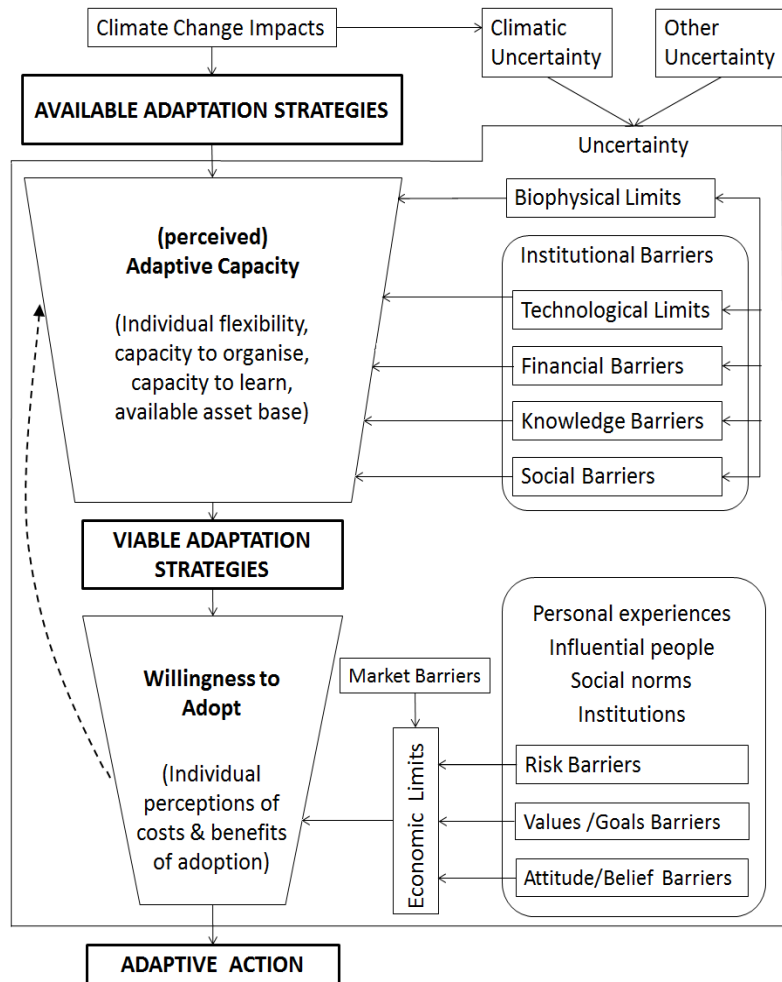 Climate Change Impacts
Climatic
Uncertainty
Other
Uncertainty
AVAILABLE ADAPTATION STRATEGIES
Uncertainty
(perceived)
Adaptive Capacity
(Individual flexibility,
capacity to organise,
capacity to learn,
available asset base)
Biophysical Limits
Institutional Barriers
Technological Limits
Financial Barriers
Knowledge Barriers
Social Barriers
VIABLE ADAPTATION
STRATEGIES
Willingness to
Adopt
(Individual
perceptions of
costs & benefits
of adoption)
Market Barriers
Economic Limits
Personal experiences
Influential people
Social norms
Institutions
Risk Barriers
Values /Goals Barriers
Attitude/Belief Barriers
ADAPTIVE ACTION